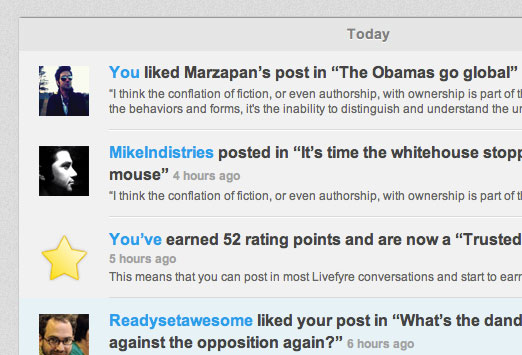 Today
You liked Marzapan's post in “The Obamas go global”
"I think the conflation of fiction, or even authorship, with ownership is part of t
the behaviors and forms, it's the inability to distinguish and understand the
MikeIndistries posted in “It's time the whitehouse stopp
mouse” 4 hours ago
"I think the conflation of fiction, or even authorship, with ownership is part of t
You've earned 52 rating points and are now a “Trusted
5 hours ago
This means that you can post in most Livefyre conversations and start to earn
Readysetawesome liked your post in “What's the dand
against the opposition again?” 6 hours ago